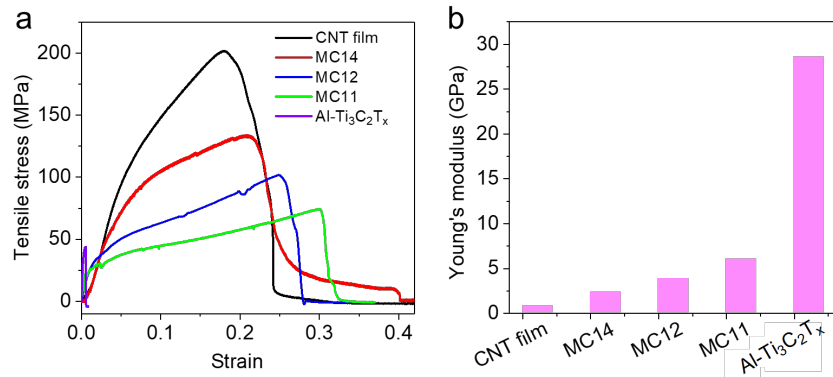 a
Tensile stress (MPa)
200
150
100
50
0
0.0 0.1 0.2 0.3 0.4
Strain
CNT film
MC14
MC12
MC11
Al-Ti₃C₂Tₓ
b
Young's modulus (GPa)
30
25
20
15
10
5
0
CNT film MC14 MC12 MC11 Al-Ti₃C₂Tₓ